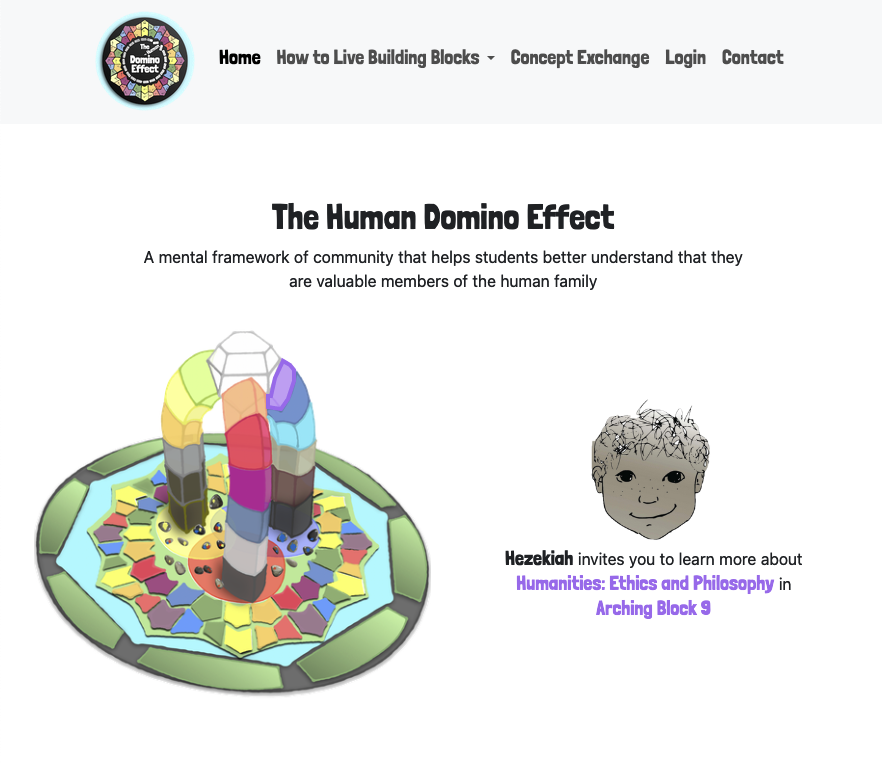 The
Domino
Effect
Home How to Live Building Blocks Concept Exchange Login Contact
The Human Domino Effect
A mental framework of community that helps students better understand that they
are valuable members of the human family
Hezekiah invites you to learn more about
Humanities: Ethics and Philosophy in
Arching Block 9